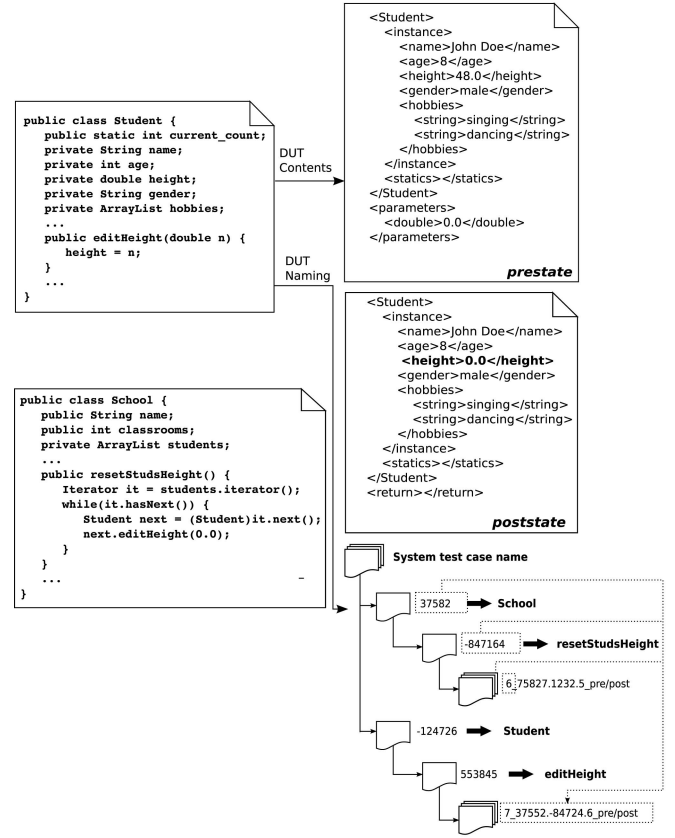 public class Student {
public static int current_count;
private String name;
private int age;
private double height;
private String gender;
private ArrayList hobbies;
...
public editHeight(double n) {
height = n;
}
...
}
DUT
Contents
DUT
Naming
<Student>
<instance>
<name>John Doe</name>
<age>8</age>
<height>48.0</height>
<gender>male</gender>
<hobbies>
<string>singing</string>
<string>dancing</string>
</hobbies>
</instance>
<statics></statics>
</Student>
<parameters>
<double>0.0</double>
</parameters>
prestate
<Student>
<instance>
<name>John Doe</name>
<age>8</age>
<height>0.0</height>
<gender>male</gender>
<hobbies>
<string>singing</string>
<string>dancing</string>
</hobbies>
</instance>
<statics></statics>
</Student>
<return></return>
poststate
public class School {
public String name;
public int classrooms;
private ArrayList students;
...
public resetStudsHeight() {
Iterator it = students.iterator();
while(it.hasNext()) {
Student next = (Student)it.next();
next.editHeight(0.0);
}
}
... –
}
System test case name
37582 School
-847164 resetStudsHeight
6_75827.1232.5_pre/post
-124726 Student
553845 editHeight
7_37552.-84724.6_pre/post